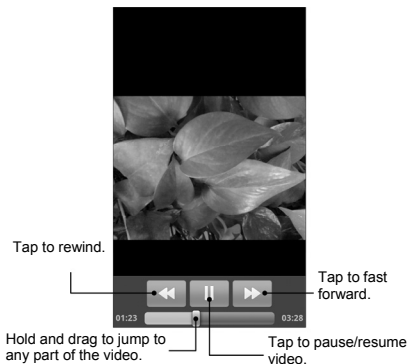 Tap to rewind.
Tap to fast
forward.
01:23
03:28
Hold and drag to jump to
any part of the video.
Tap to pause/resume
video.